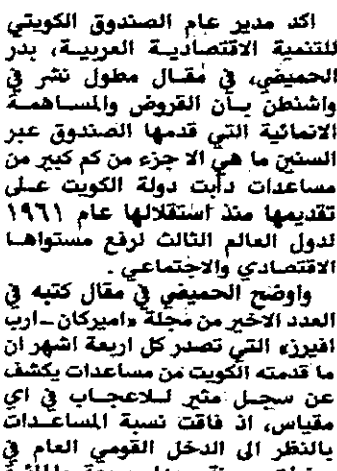 اكد مدير عام الصندوق الكويتي
للتنمية الاقتصادية العربية، بدر
الحميضي، في مقال مطول نشر في
واشنطن بأن القروض والمساهمة
الانمائية التي قدمها الصندوق عبر
السنين ما هي الا جزء من كم كبير من
مساعدات دأبت دولة الكويت على
تقديمها منذ استقلالها عام ١٩٦١
لدول العالم الثالث لرفع مستواها
الاقتصادي والاجتماعي .
واوضح الحميضي في مقال كتبه في
العدد الاخير من مجلة «اميركان ـ ارب
افيرز» التي تصدر كل اربعة اشهر ان
ما قدمته الكويت من مساعدات يكشف
عن سجل مثير للاعجاب في اي
مقياس، اذ فاقت نسبة المساعدات
بالنظر الى الدخل القومي العام في